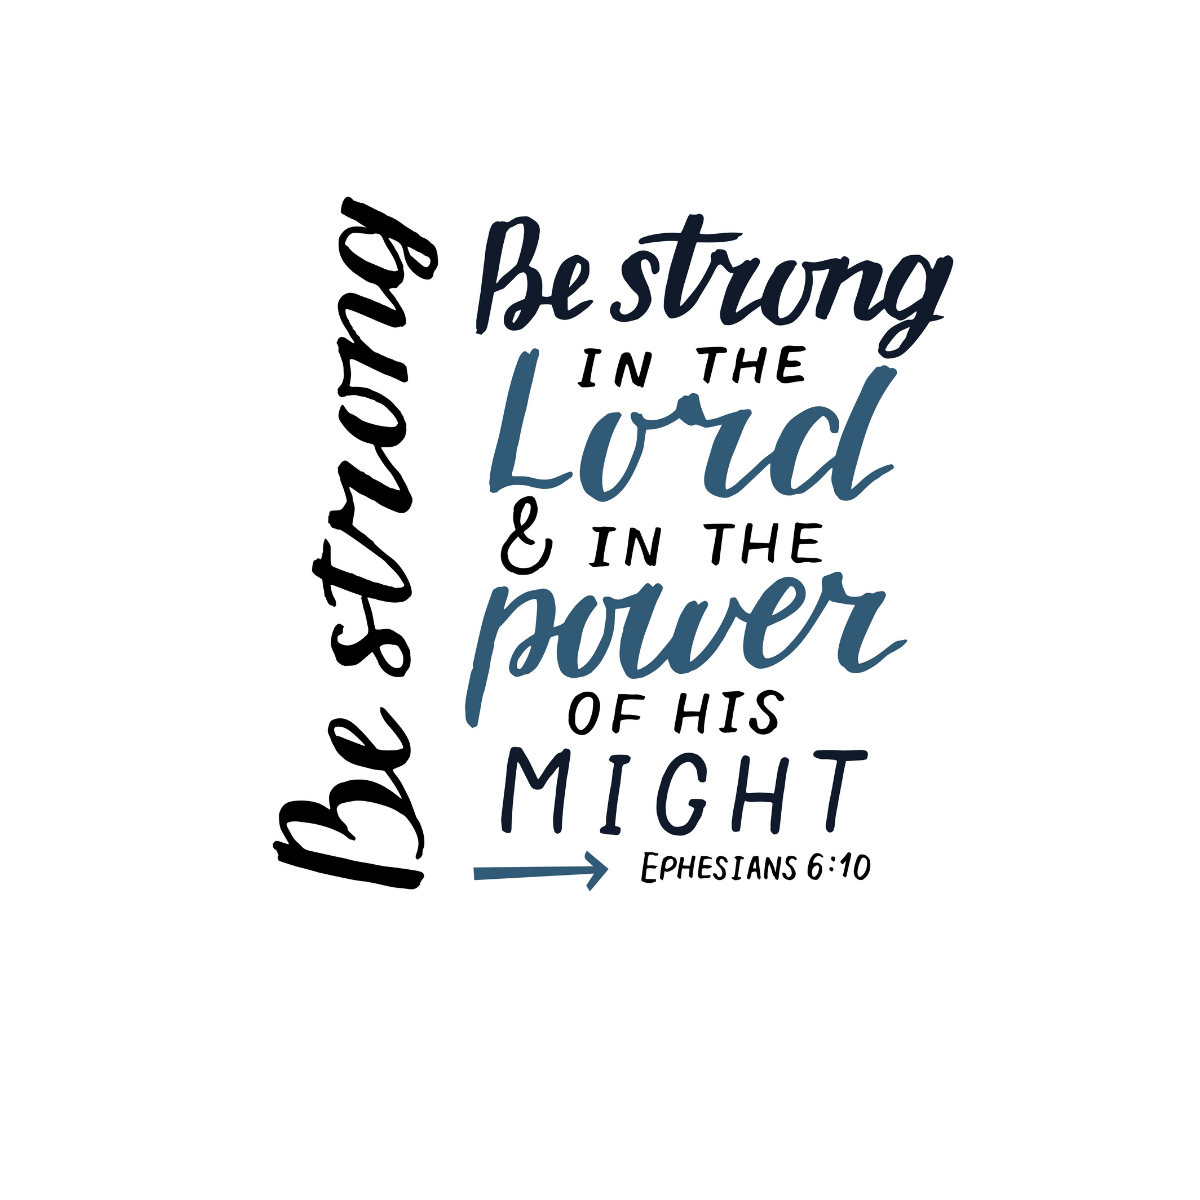 Be strong
Be strong
IN THE
Lord
& IN THE
power
OF HIS
MIGHT
EPHESIANS 6:10